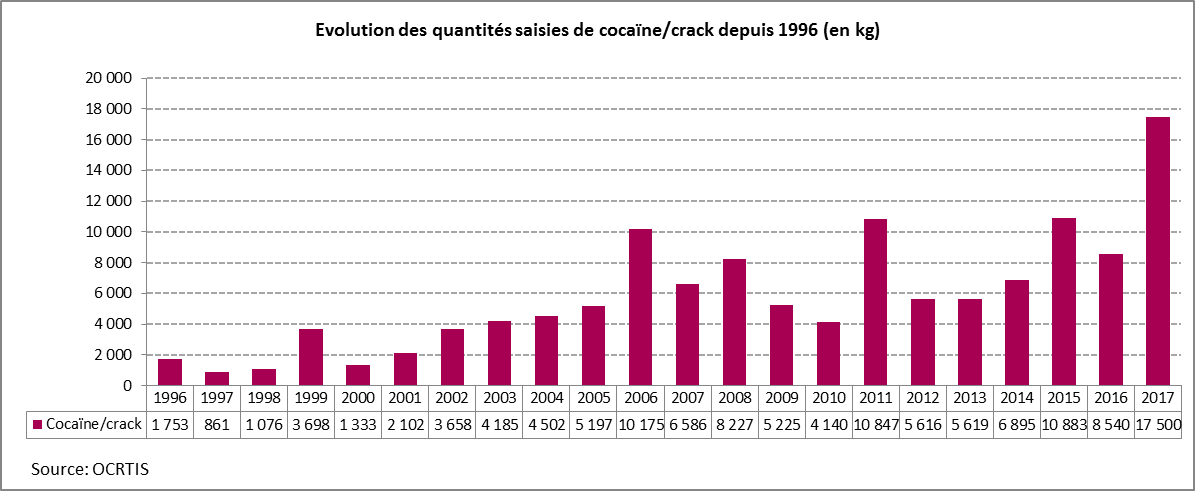 Evolution des quantités saisies de cocaïne/crack depuis 1996 (en kg)
20 000
18 000
16 000
14 000
12 000
10 000
8 000
6 000
4 000
2 000
0
1996 1997 1998 1999 2000 2001 2002 2003 2004 2005 2006 2007 2008 2009 2010 2011 2012 2013 2014 2015 2016 2017
Cocaïne/crack 1 753 861 1 076 3 698 1 333 2 102 3 658 4 185 4 502 5 197 10 175 6 586 8 227 5 225 4 140 10 847 5 616 5 619 6 895 10 883 8 540 17 500
Source: OCRTIS